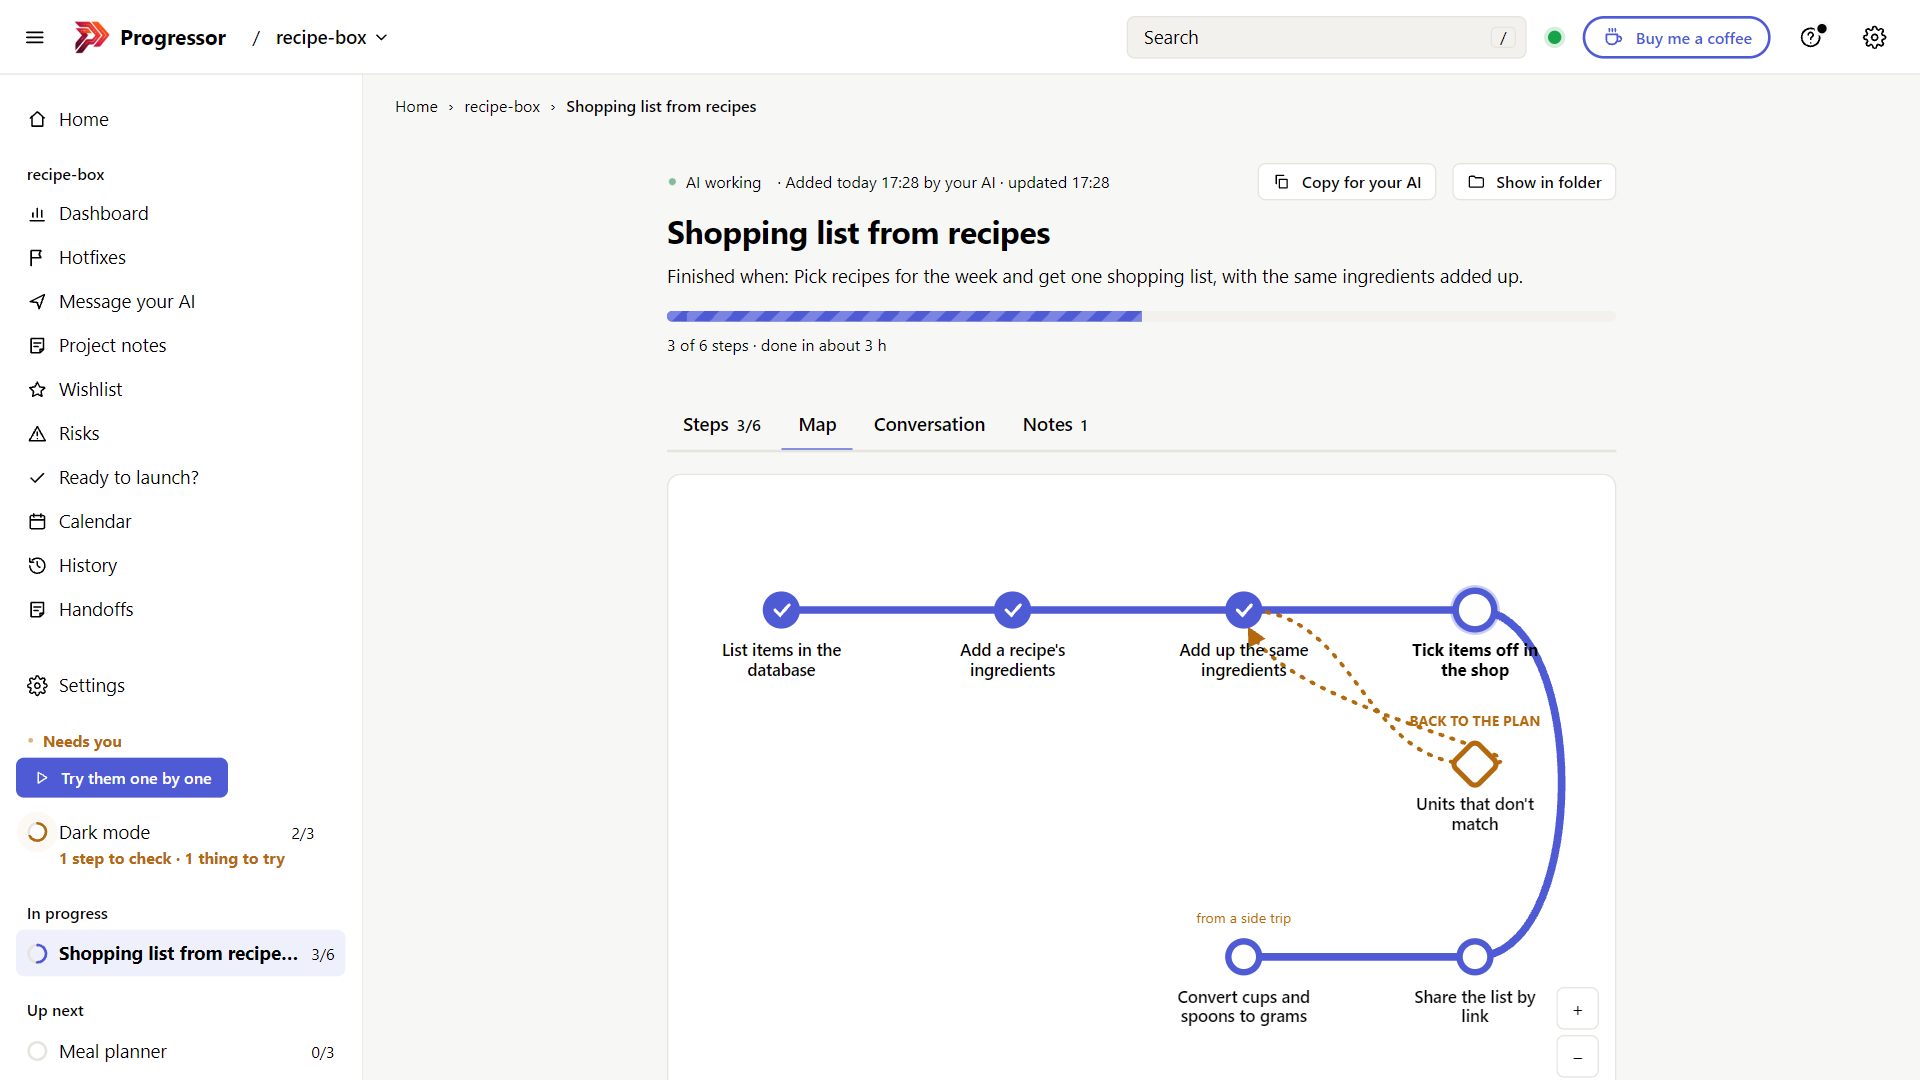 Progressor / recipe-box
Search /
Buy me a coffee
Home
recipe-box
Dashboard
Hotfixes
Message your AI
Project notes
Wishlist
Risks
Ready to launch?
Calendar
History
Handoffs
Settings
Needs you
Try them one by one
Dark mode 2/3
1 step to check · 1 thing to try
In progress
Shopping list from recipe... 3/6
Up next
Meal planner 0/3
Home › recipe-box › Shopping list from recipes
AI working · Added today 17:28 by your AI · updated 17:28
Copy for your AI
Show in folder
Shopping list from recipes
Finished when: Pick recipes for the week and get one shopping list, with the same ingredients added up.
3 of 6 steps · done in about 3 h
Steps 3/6 Map Conversation Notes 1
List items in the
database
Add a recipe's
ingredients
Add up the same
ingredients
Tick items off in
the shop
BACK TO THE PLAN
Units that don't
match
from a side trip
Convert cups and
spoons to grams
Share the list by
link
+
−